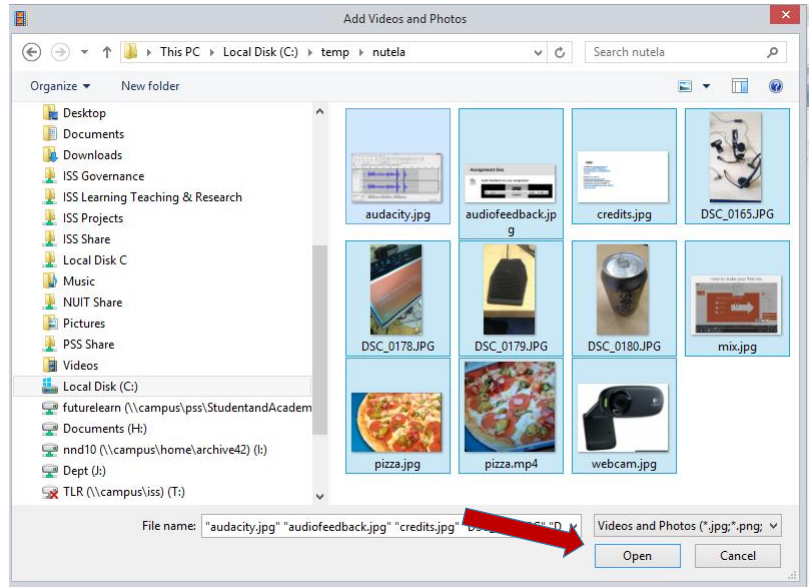 Add Videos and Photos
This PC Local Disk (C:) temp nutela
Search nutela
Organize
New folder
Desktop
Documents
Downloads
ISS Governance
ISS Learning Teaching & Research
ISS Projects
ISS Share
Local Disk C
Music
NUIT Share
Pictures
PSS Share
Videos
Local Disk (C:)
futurelearn (\\campus\pss\StudentandAcadem
Documents (H:)
nnd10 (\\campus\home\archive42) (I:)
Dept (J:)
TLR (\\campus\iss) (T:)
audacity.jpg
audiofeedback.jp
g
credits.jpg
DSC_0165.JPG
DSC_0178.JPG
DSC_0179.JPG
DSC_0180.JPG
mix.jpg
pizza.jpg
pizza.mp4
webcam.jpg
File name: "audacity.jpg" "audiofeedback.jpg" "credits.jpg" "D
Videos and Photos (*.jpg;*.png;
Open
Cancel